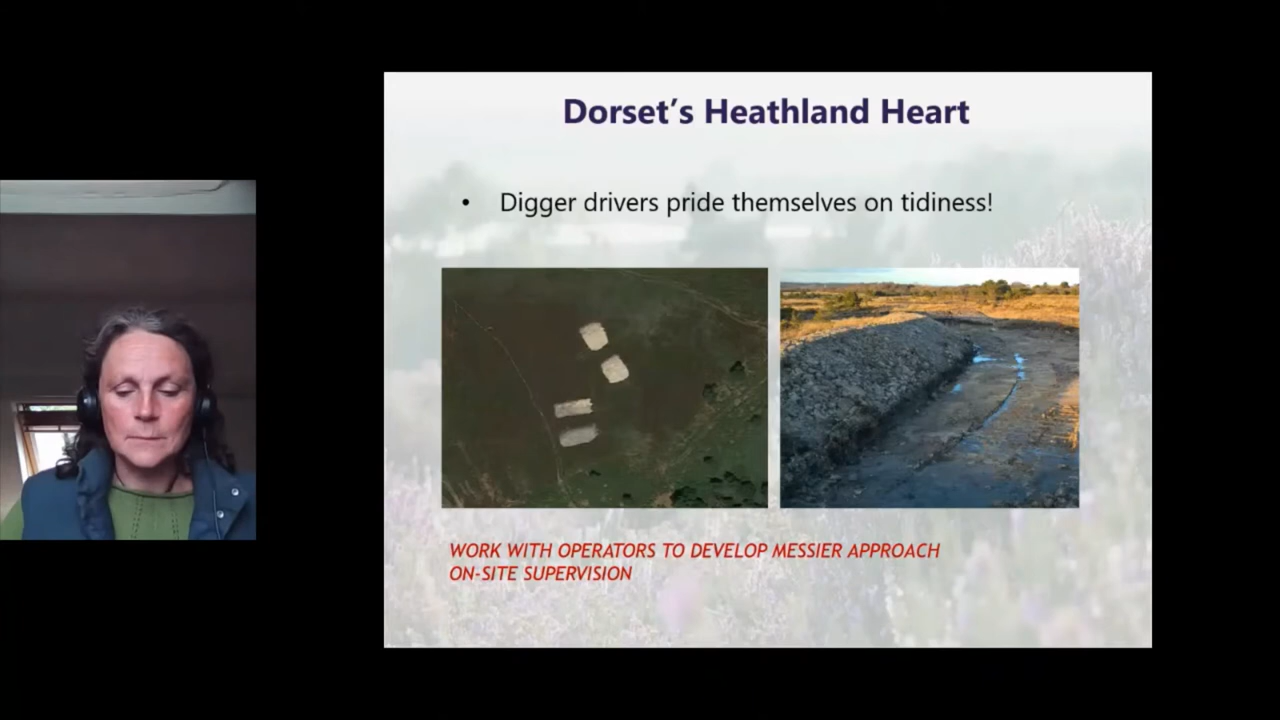 Dorset's Heathland Heart
• Digger drivers pride themselves on tidiness!
WORK WITH OPERATORS TO DEVELOP MESSIER APPROACH
ON-SITE SUPERVISION